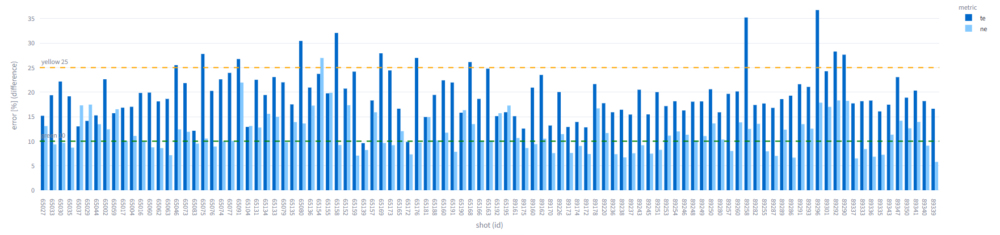 metric
te
ne
error [%] (difference)
35
30
25
20
15
10
5
0
yellow 25
green 10
65027 65033 65030 65035 65037 65029 65044 65002 65059 65017 65004 65016 65060 65062 65063 65046 65073 65083 65075 65076 65074 65077 65091 65104 65131 65134 65133 65079 65135 65080 65136 65154 65155 65158 65152 65199 65139 65157 65169 65173 65165 65172 65176 65181 65188 65160 65191 65190 65168 65166 65163 65192 65195 89161 89175 89160 89162 89170 89226 89173 89174 89172 89178 89220 89236 89238 89237 89243 89245 89251 89253 89254 89246 89248 89249 89250 89280 89257 89260 89258 89282 89255 89287 89289 89286 89291 89293 89296 89301 89292 89290 89337 89333 89336 89335 89343 89347 89350 89341 89340 89339
shot (id)